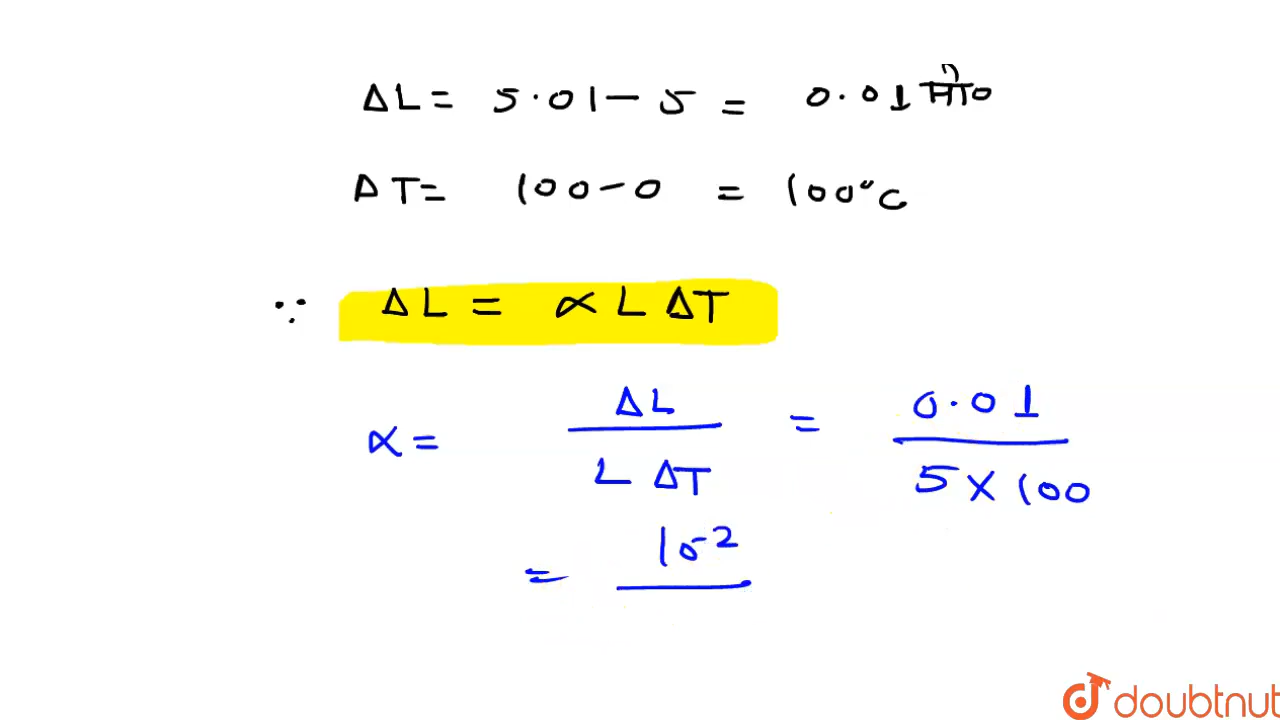 ΔL = 5.01 - 5 = 0.01 मी०
ΔT = 100 - 0 = 100°C
∵ ΔL = ∝ L ΔT
∝ = ΔL / L ΔT = 0.01 / 5 × 100
= 10⁻²
doubtnut